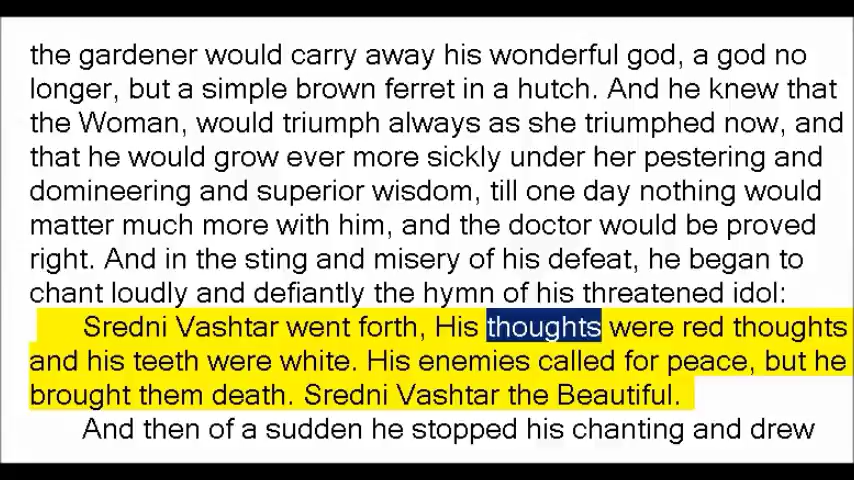 the gardener would carry away his wonderful god, a god no
longer, but a simple brown ferret in a hutch. And he knew that
the Woman, would triumph always as she triumphed now, and
that he would grow ever more sickly under her pestering and
domineering and superior wisdom, till one day nothing would
matter much more with him, and the doctor would be proved
right. And in the sting and misery of his defeat, he began to
chant loudly and defiantly the hymn of his threatened idol:
Sredni Vashtar went forth, His thoughts were red thoughts
and his teeth were white. His enemies called for peace, but he
brought them death. Sredni Vashtar the Beautiful.
And then of a sudden he stopped his chanting and drew